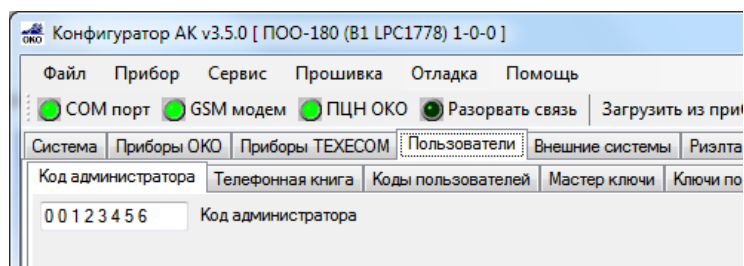 ОКО Конфигуратор АК v3.5.0 [ ПОО-180 (B1 LPC1778) 1-0-0 ]
Файл Прибор Сервис Прошивка Отладка Помощь
COM порт GSM модем ПЦН ОКО Разорвать связь Загрузить из
Система Приборы ОКО Приборы TEXECOM Пользователи Внешние системы Риэлта
Код администратора Телефонная книга Коды пользователей Мастер ключи Ключи
00123456 Код администратора